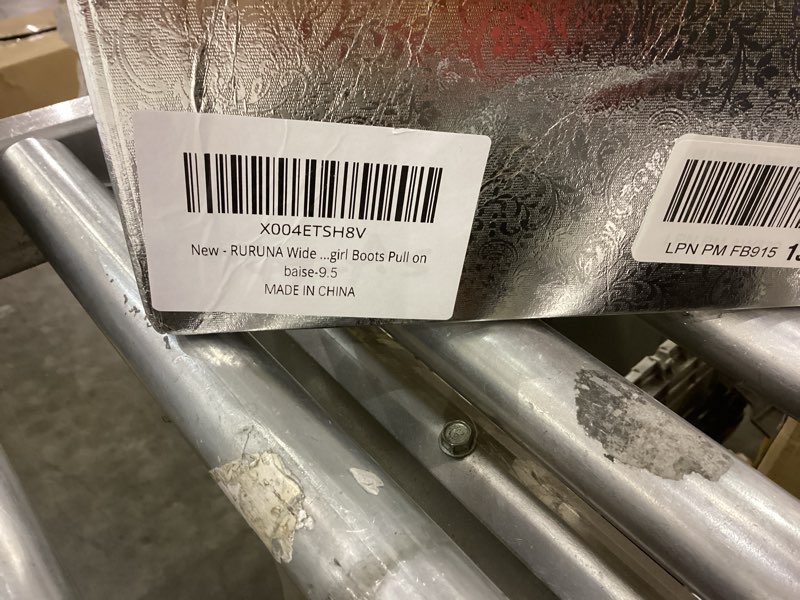 X004ETSH8V
New - RURUNA Wide ...girl Boots Pull on
baise-9.5
MADE IN CHINA
LPN PM FB915